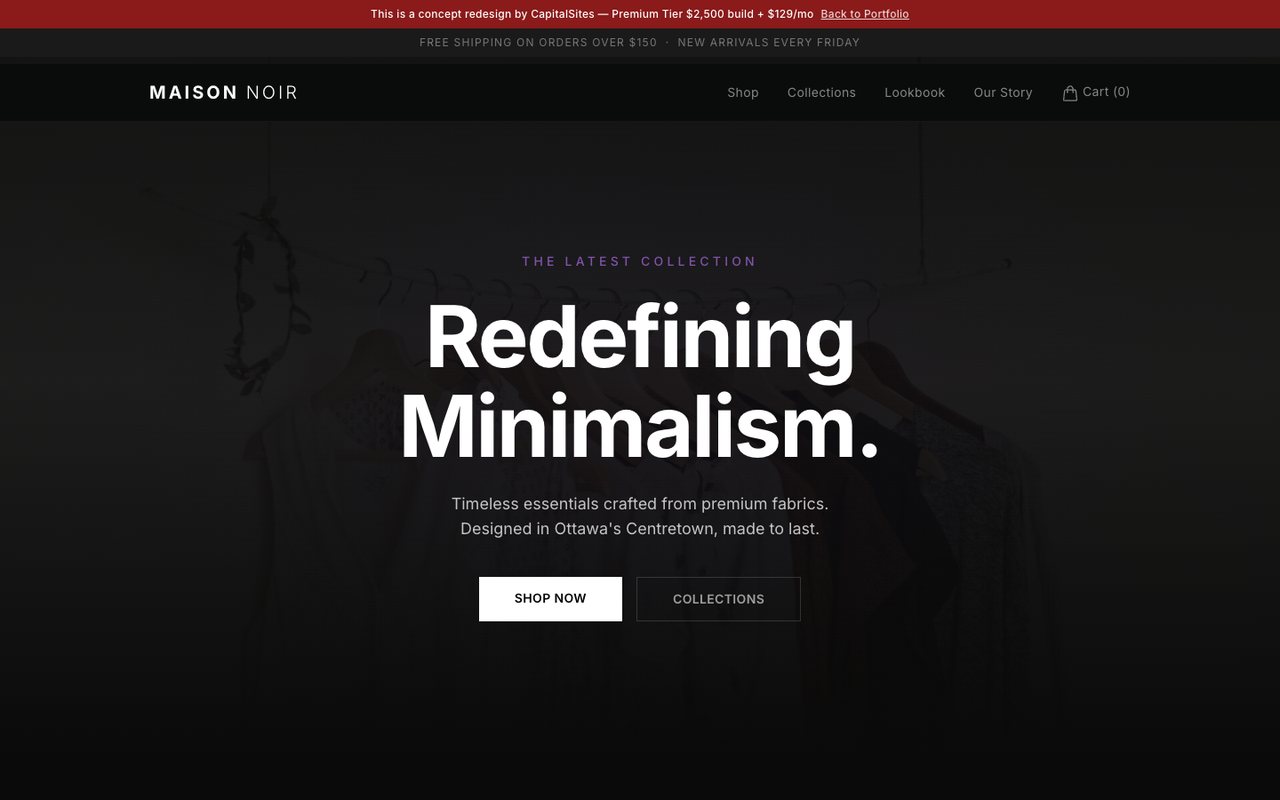 This is a concept redesign by CapitalSites — Premium Tier $2,500 build + $129/mo Back to Portfolio
FREE SHIPPING ON ORDERS OVER $150 · NEW ARRIVALS EVERY FRIDAY
MAISON NOIR
Shop
Collections
Lookbook
Our Story
Cart (0)
THE LATEST COLLECTION
Redefining
Minimalism.
Timeless essentials crafted from premium fabrics.
Designed in Ottawa's Centretown, made to last.
SHOP NOW
COLLECTIONS